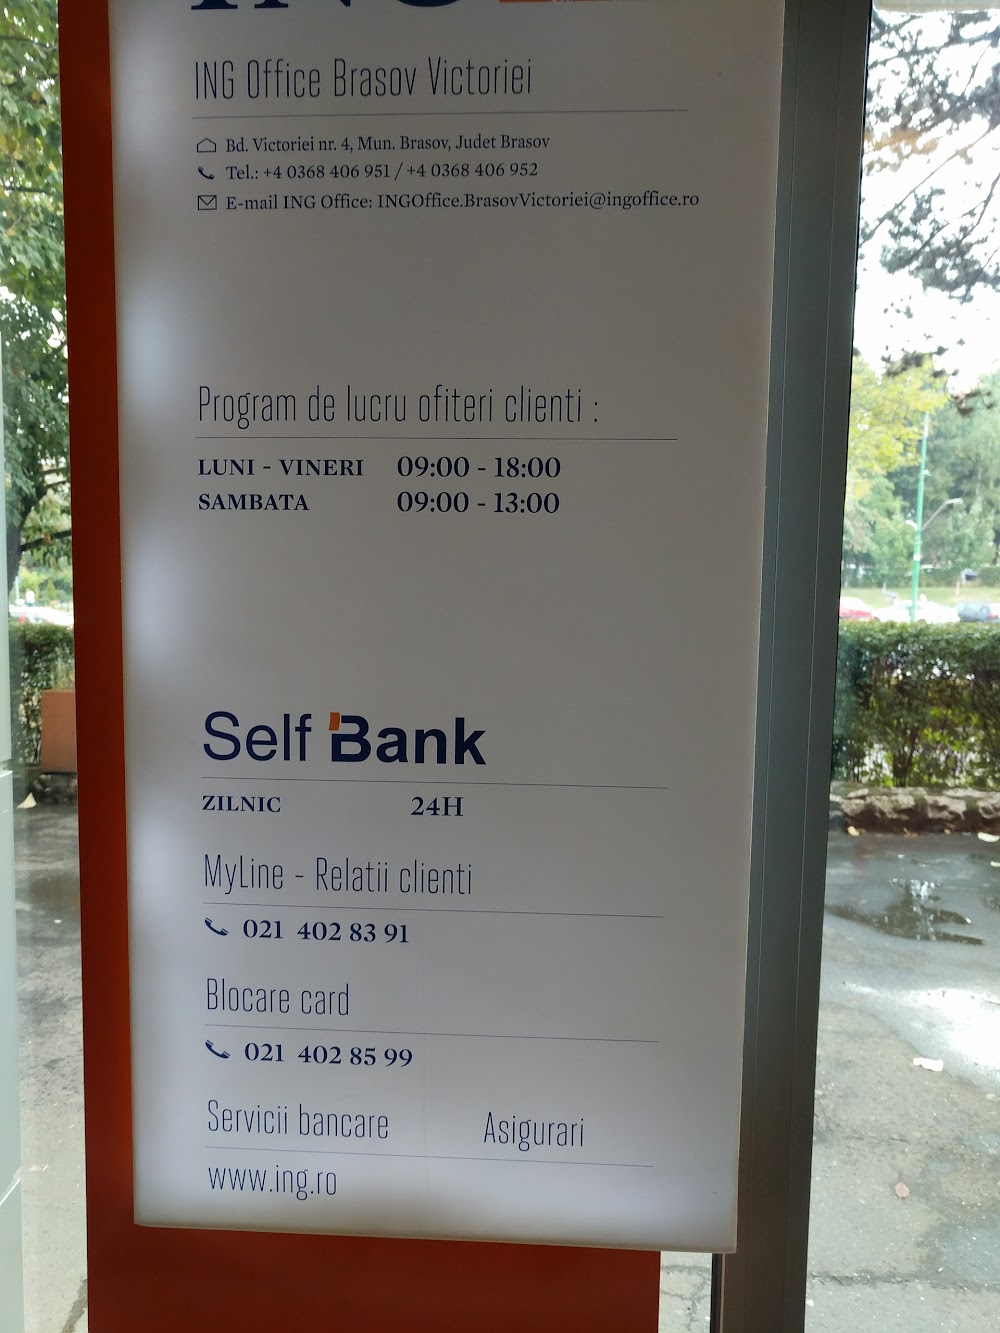 ING
ING Office Brasov Victoriei
Bd. Victoriei nr. 4, Mun. Brasov, Judet Brasov
Tel.: +4 0368 406 951 / +4 0368 406 952
E-mail ING Office: INGOffice.BrasovVictoriei@ingoffice.ro
Program de lucru ofiteri clienti :
LUNI - VINERI 09:00 - 18:00
SAMBATA 09:00 - 13:00
Self Bank
ZILNIC 24H
MyLine - Relatii clienti
021 402 83 91
Blocare card
021 402 85 99
Servicii bancare Asigurari
www.ing.ro